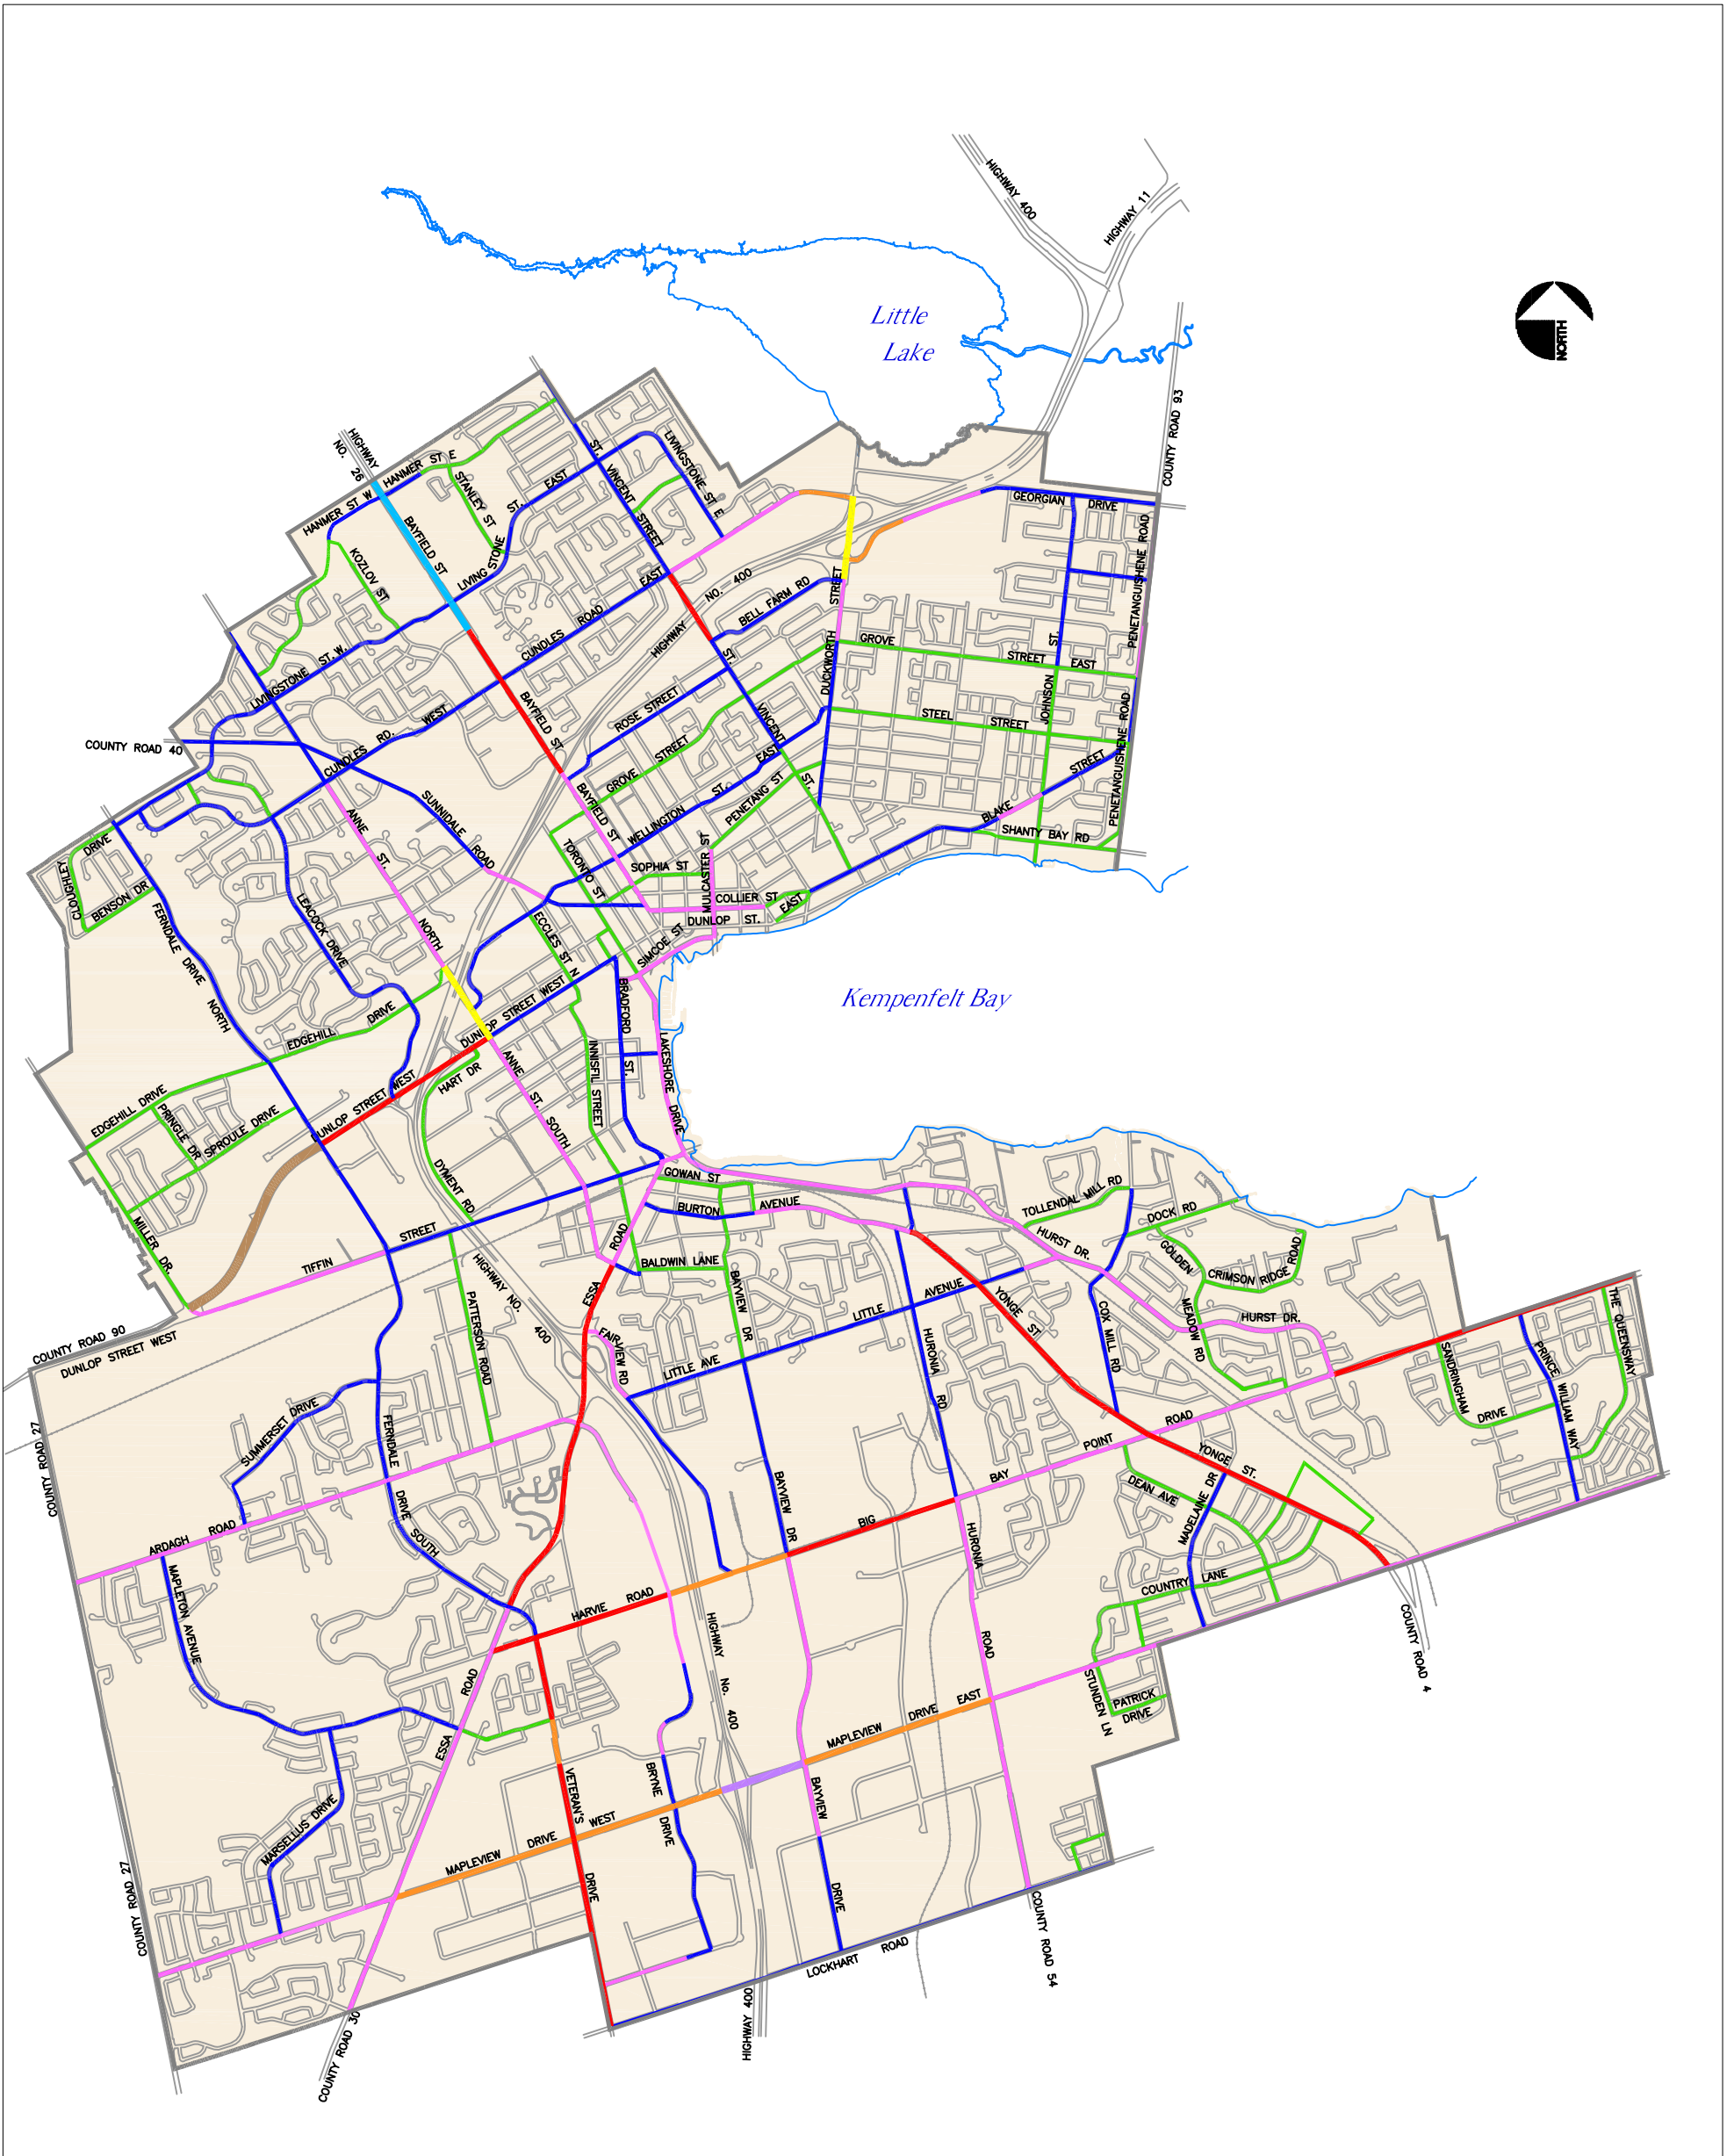 HIGHWAY 400
HIGHWAY 11
NORTH
Little
Lake
COUNTY ROAD 93
HIGHWAY
NO. 26
HANMER ST W
HANMER ST E
STANLEY ST
KOZLOV ST
BAYFIELD ST
LIVING STONE
ST.
EAST
ST.
VINCENT
STREET
LIVINGSTONE ST E
GEORGIAN
DRIVE
PENETANGUISHENE ROAD
LIVINGSTONE
ST. W.
CUNDLES
ROAD
EAST
HIGHWAY
NO. 400
BELL FARM RD
STREET
DUCKWORTH
GROVE
STREET
EAST
ST.
JOHNSON
STEEL
STREET
PENETANGUISHENE ROAD
COUNTY ROAD 40
CUNDLES
RD.
WEST
BAYFIELD ST
ROSE STREET
ST.
VINCENT
ST.
GROVE
STREET
WELLINGTON
ST.
EAST
PENETANG ST
BAYFIELD ST
TORONTO ST
SOPHIA ST
MULCASTER ST
COLLIER ST
DUNLOP
ST.
EAST
SIMCOE ST
BLAKE
STREET
SHANTY BAY RD
SUNNIDALE
ROAD
ANNE
ST.
NORTH
CLOUGHLEY
DRIVE
BENSON DR
FERNDALE
DRIVE
NORTH
LEACOCK DRIVE
ECCLES ST N
DUNLOP STREET WEST
BRADFORD
ST.
LAKESHORE
DRIVE
Kempenfelt Bay
EDGEHILL
DRIVE
EDGEHILL DRIVE
PRINGLE DR
SPROULE DRIVE
DUNLOP STREET WEST
HART DR
ANNE
ST.
SOUTH
INNISFIL STREET
DYMENT RD
MILLER
DR.
GOWAN ST
BURTON
AVENUE
TIFFIN
STREET
ROAD
ESSA
BALDWIN LANE
BAYVIEW
DR
HIGHWAY NO.
400
FAIRVIEW RD
PATTERSON ROAD
TOLLENDAL MILL RD
DOCK RD
HURST DR.
GOLDEN
MEADOW RD
CRIMSON RIDGE
ROAD
HURST DR.
COX MILL RD
LITTLE
AVENUE
LITTLE AVE
YONGE ST
HURONIA
RD
COUNTY ROAD 90
DUNLOP STREET WEST
COUNTY ROAD 27
SUMMERSET DRIVE
FERNDALE
DRIVE
SOUTH
ARDAGH
ROAD
MAPLETON AVENUE
BAYVIEW DR
BIG
BAY
POINT
ROAD
YONGE
ST.
DEAN AVE
MADELAINE DR
SANDRINGHAM
DRIVE
PRINCE
WILLIAM
WAY
THE QUEENSWAY
HARVIE
ROAD
HIGHWAY
No.
400
HURONIA
ROAD
COUNTRY
LANE
STUNDEN LN
PATRICK
DRIVE
COUNTY ROAD 4
ROAD
ESSA
VETERAN'S
DRIVE
BRYNE
DRIVE
MAPLEVIEW
DRIVE
EAST
MAPLEVIEW
DRIVE
WEST
BAYVIEW
DRIVE
MARSELLUS DRIVE
COUNTY ROAD 27
COUNTY ROAD 30
HIGHWAY 400
LOCKHART
ROAD
COUNTY ROAD 54